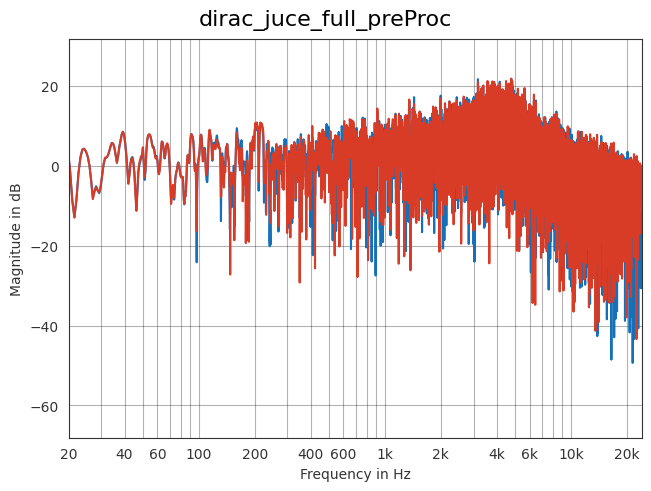 dirac_juce_full_preProc
Magnitude in dB
20
0
−20
−40
−60
20 40 60 100 200 400 600 1k 2k 4k 6k 10k 20k
Frequency in Hz